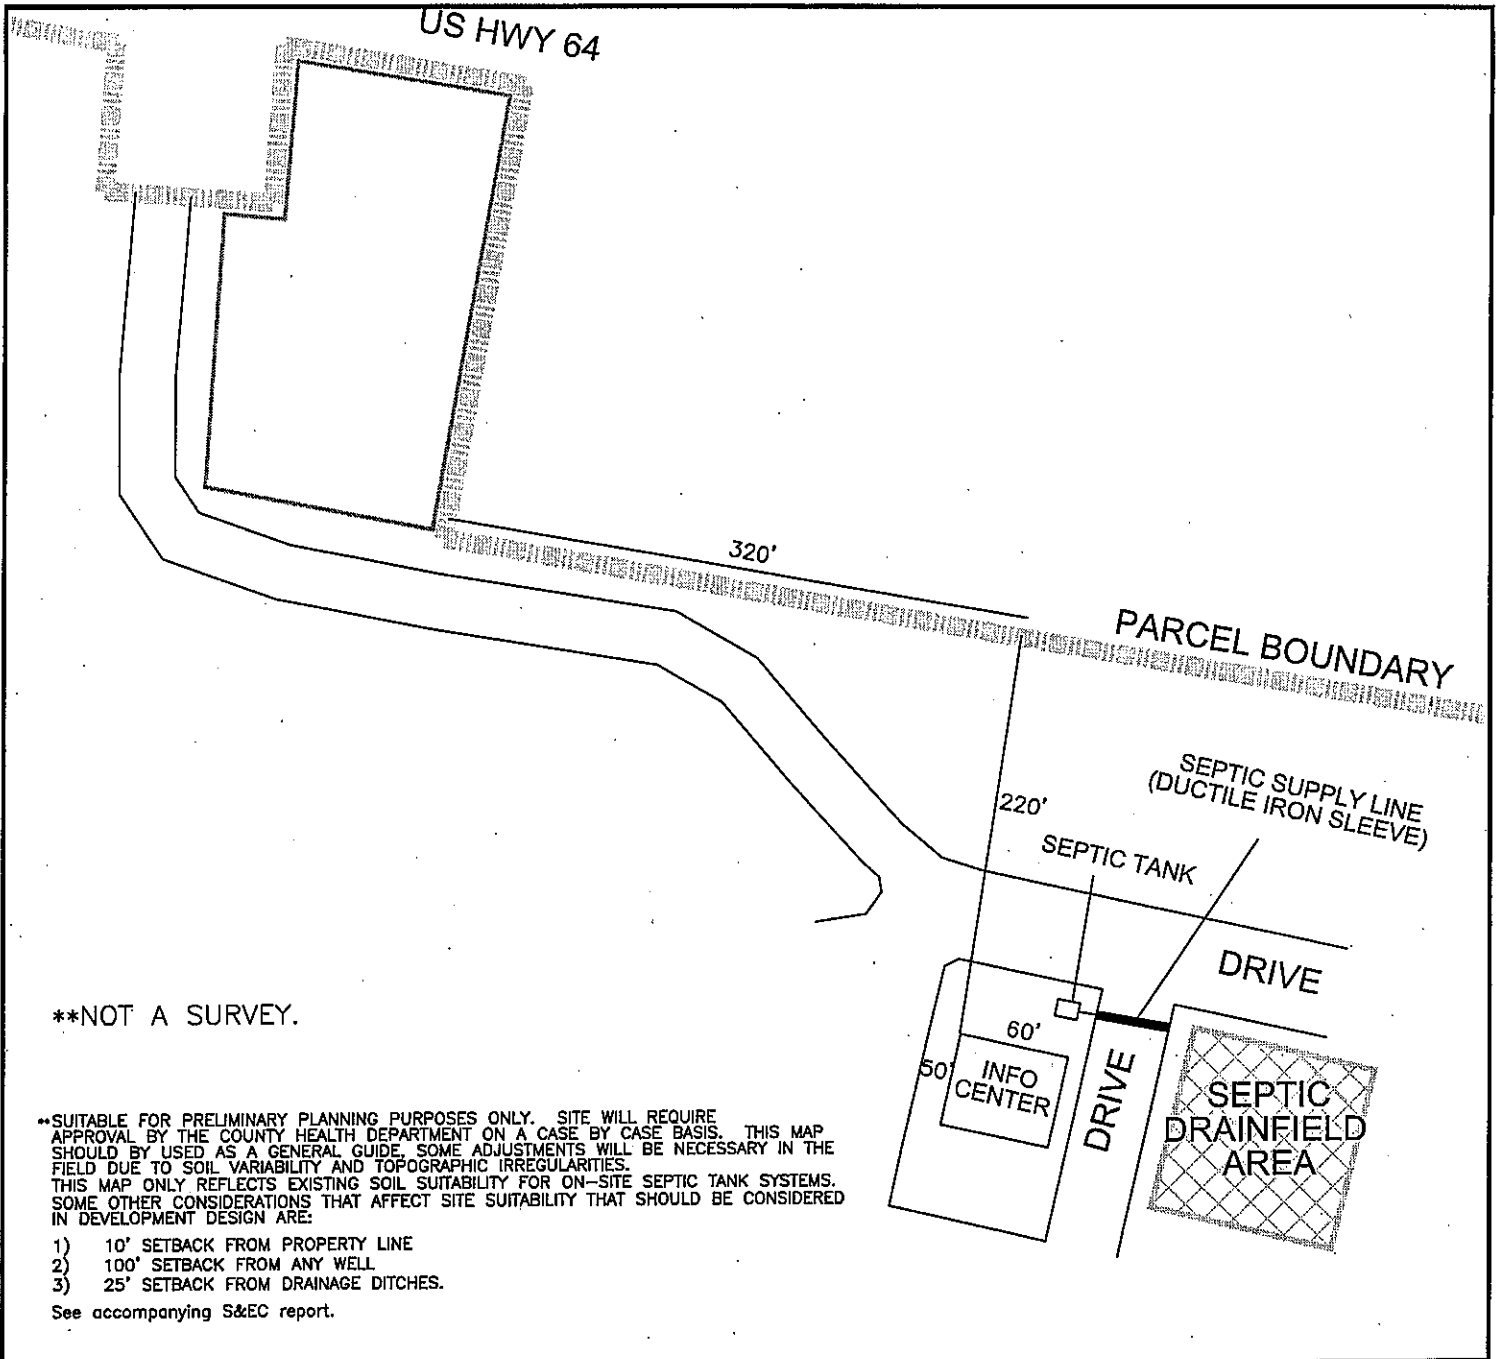 US HWY 64
320'
PARCEL BOUNDARY
SEPTIC SUPPLY LINE
(DUCTILE IRON SLEEVE)
220'
SEPTIC TANK
DRIVE
**NOT A SURVEY.
60'
50'
INFO
CENTER
DRIVE
SEPTIC
DRAINFIELD
AREA
**SUITABLE FOR PRELIMINARY PLANNING PURPOSES ONLY. SITE WILL REQUIRE
APPROVAL BY THE COUNTY HEALTH DEPARTMENT ON A CASE BY CASE BASIS. THIS MAP
SHOULD BY USED AS A GENERAL GUIDE, SOME ADJUSTMENTS WILL BE NECESSARY IN THE
FIELD DUE TO SOIL VARIABILITY AND TOPOGRAPHIC IRREGULARITIES.
THIS MAP ONLY REFLECTS EXISTING SOIL SUITABILITY FOR ON-SITE SEPTIC TANK SYSTEMS.
SOME OTHER CONSIDERATIONS THAT AFFECT SITE SUITABILITY THAT SHOULD BE CONSIDERED
IN DEVELOPMENT DESIGN ARE:
1) 10' SETBACK FROM PROPERTY LINE
2) 100' SETBACK FROM ANY WELL
3) 25' SETBACK FROM DRAINAGE DITCHES.
See accompanying S&EC report.